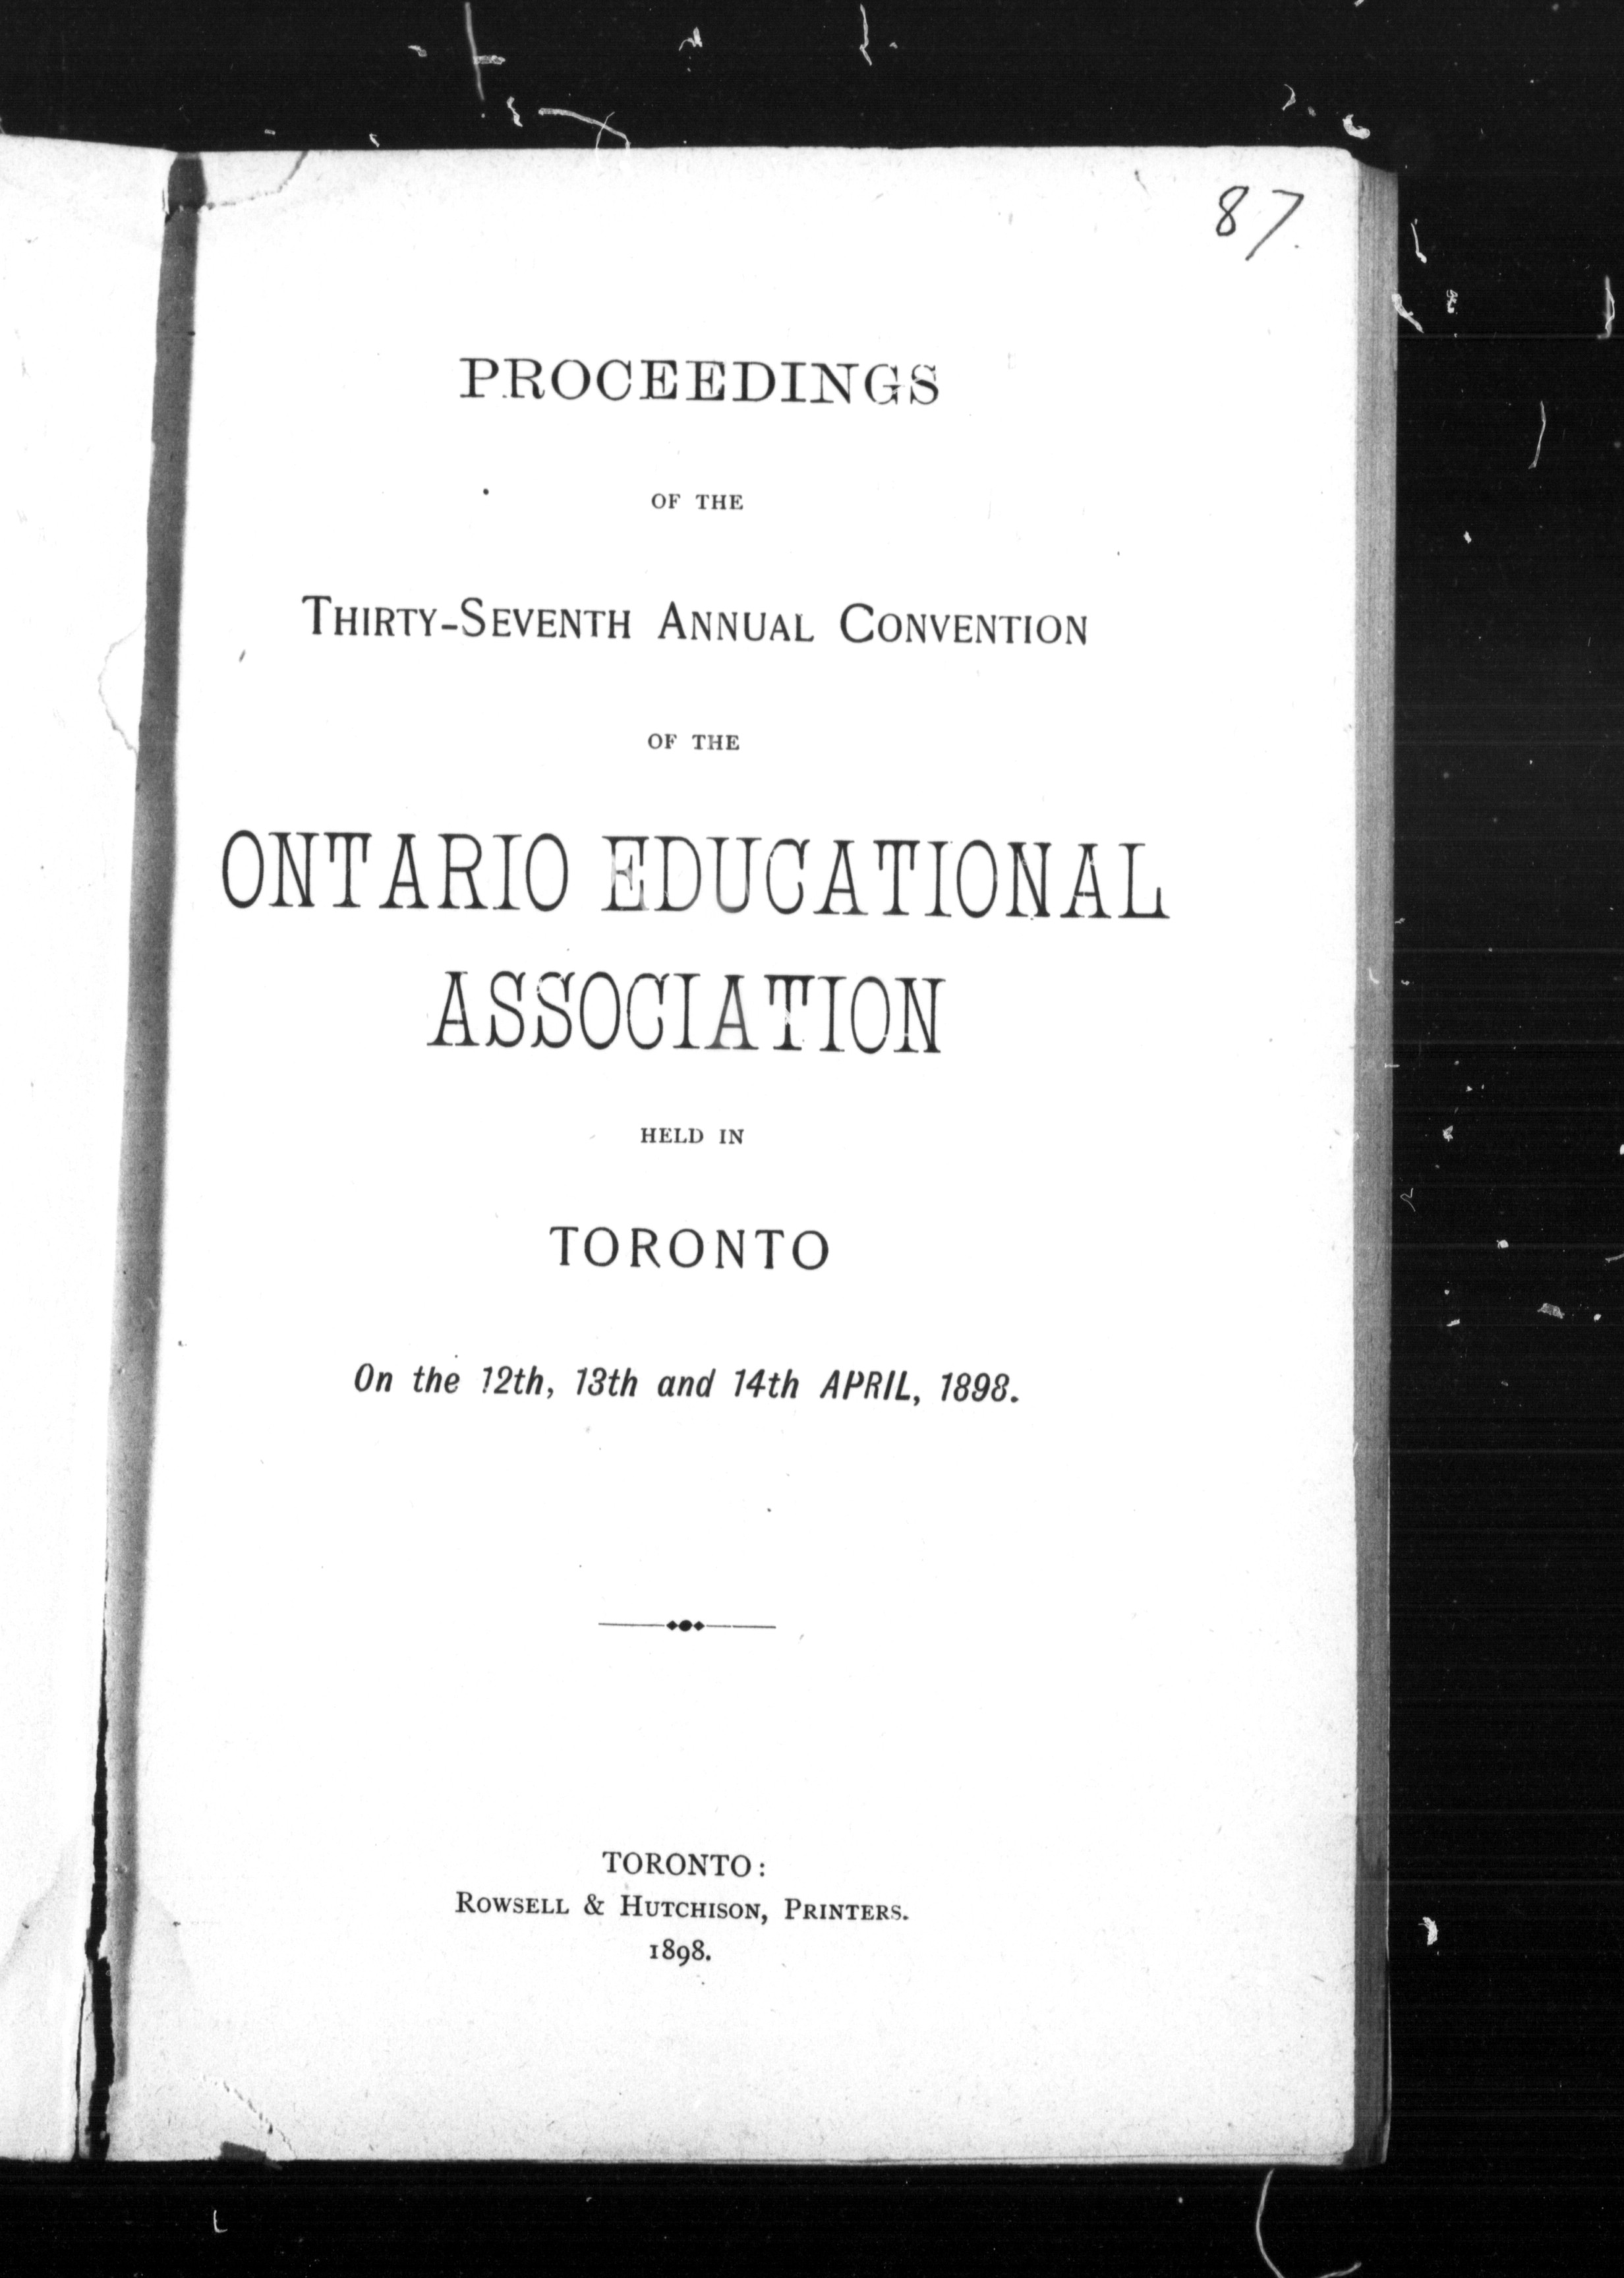 87.
PROCEEDINGS
OF THE
THIRTY-SEVENTH ANNUAL CONVENTION
OF THE
ONTARIO EDUCATIONAL
ASSOCIATION
HELD IN
TORONTO
On the 12th, 13th and 14th APRIL, 1898.
TORONTO:
ROWSELL & HUTCHISON, PRINTERS.
1898.